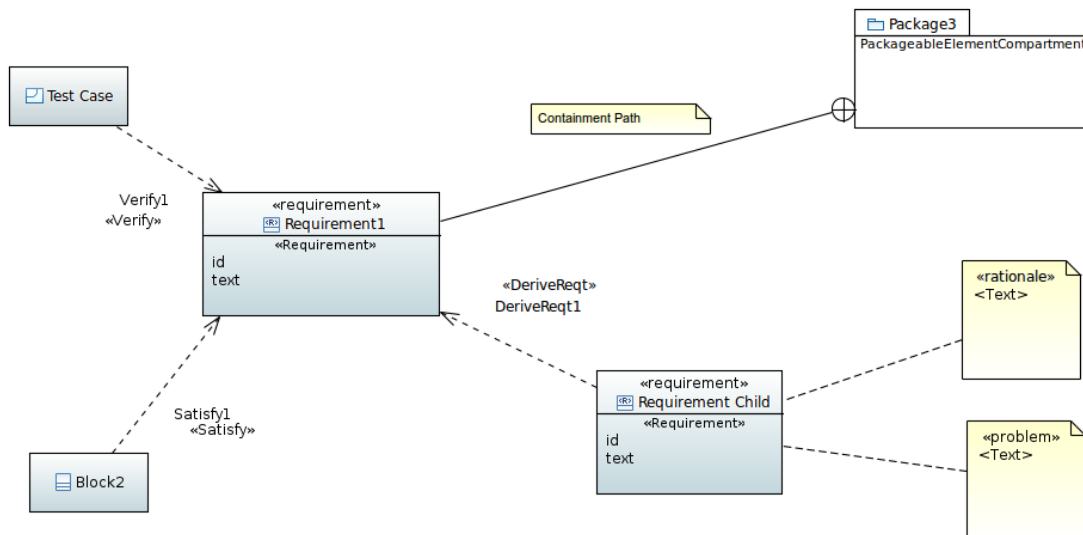 Package3
PackageableElementCompartment
Test Case
Containment Path
Verify1
«Verify»
«requirement»
«R» Requirement1
«Requirement»
id
text
«DeriveReqt»
DeriveReqt1
«rationale»
<Text>
«requirement»
«R» Requirement Child
«Requirement»
id
text
Satisfy1
«Satisfy»
«problem»
<Text>
Block2